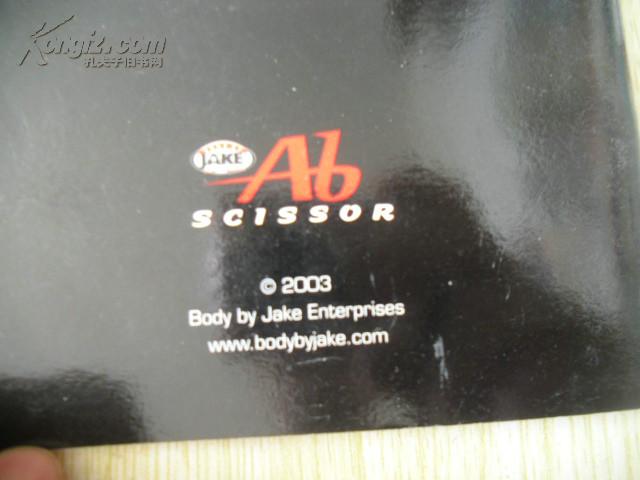 Kongfz.com
孔夫子旧书网
JAKE
Ab
SCISSOR
© 2003
Body by Jake Enterprises
www.bodybyjake.com